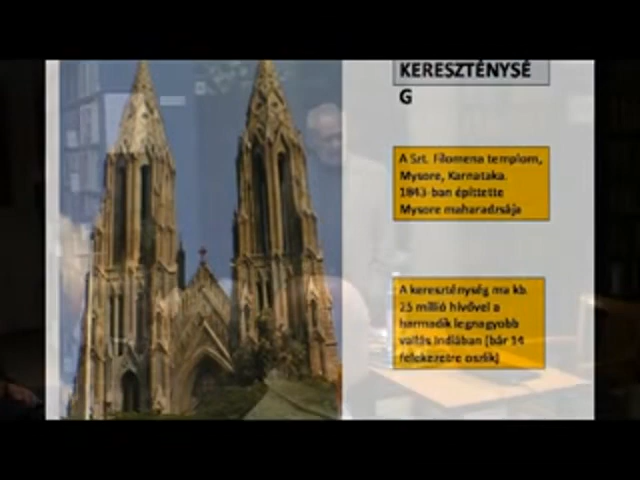 KERESZTÉNYSÉ
G
A Szt. Filomena templom,
Mysore, Karnataka.
1843-ban építtette
Mysore maharadzsája
A kereszténység ma kb.
25 millió hívővel a
harmadik legnagyobb
vallás Indiában (bár 14
felekezetre oszlik)